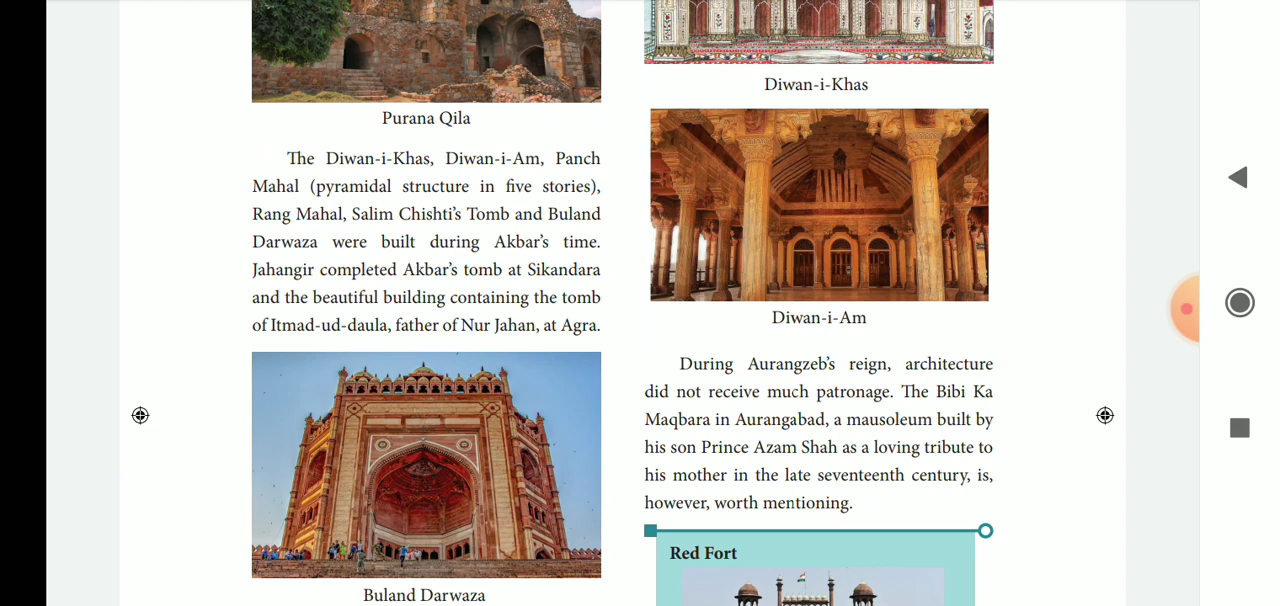 Purana Qila
The Diwan-i-Khas, Diwan-i-Am, Panch
Mahal (pyramidal structure in five stories),
Rang Mahal, Salim Chishti's Tomb and Buland
Darwaza were built during Akbar's time.
Jahangir completed Akbar's tomb at Sikandara
and the beautiful building containing the tomb
of Itmad-ud-daula, father of Nur Jahan, at Agra.
Buland Darwaza
Diwan-i-Khas
Diwan-i-Am
During Aurangzeb's reign, architecture
did not receive much patronage. The Bibi Ka
Maqbara in Aurangabad, a mausoleum built by
his son Prince Azam Shah as a loving tribute to
his mother in the late seventeenth century, is,
however, worth mentioning.
Red Fort